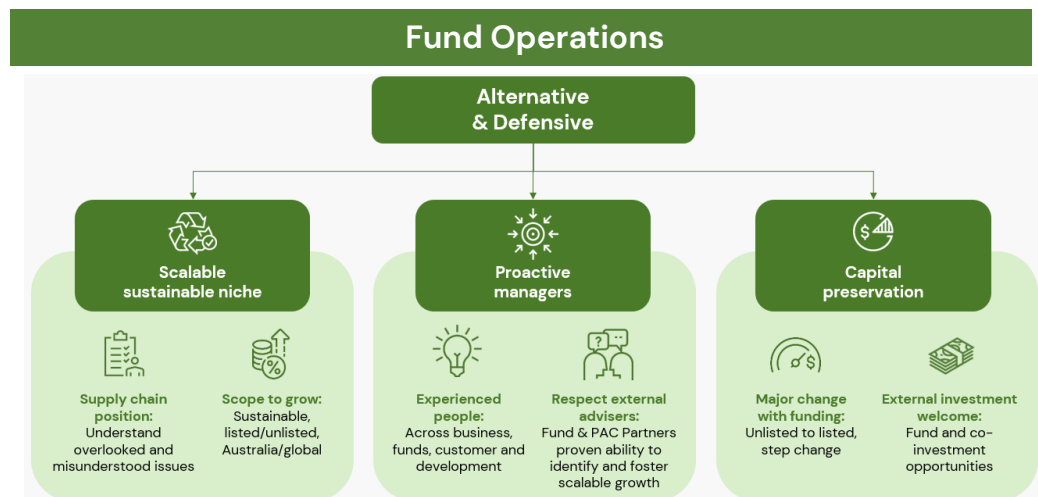 Fund Operations
Alternative
& Defensive
Scalable
sustainable niche
Proactive
managers
Capital
preservation
Supply chain
position:
Understand
overlooked and
misunderstood issues
Scope to grow:
Sustainable,
listed/unlisted,
Australia/global
Experienced
people:
Across business,
funds, customer and
development
Respect external
advisers:
Fund & PAC Partners
proven ability to
identify and foster
scalable growth
Major change
with funding:
Unlisted to listed,
step change
External investment
welcome:
Fund and co-
investment
opportunities